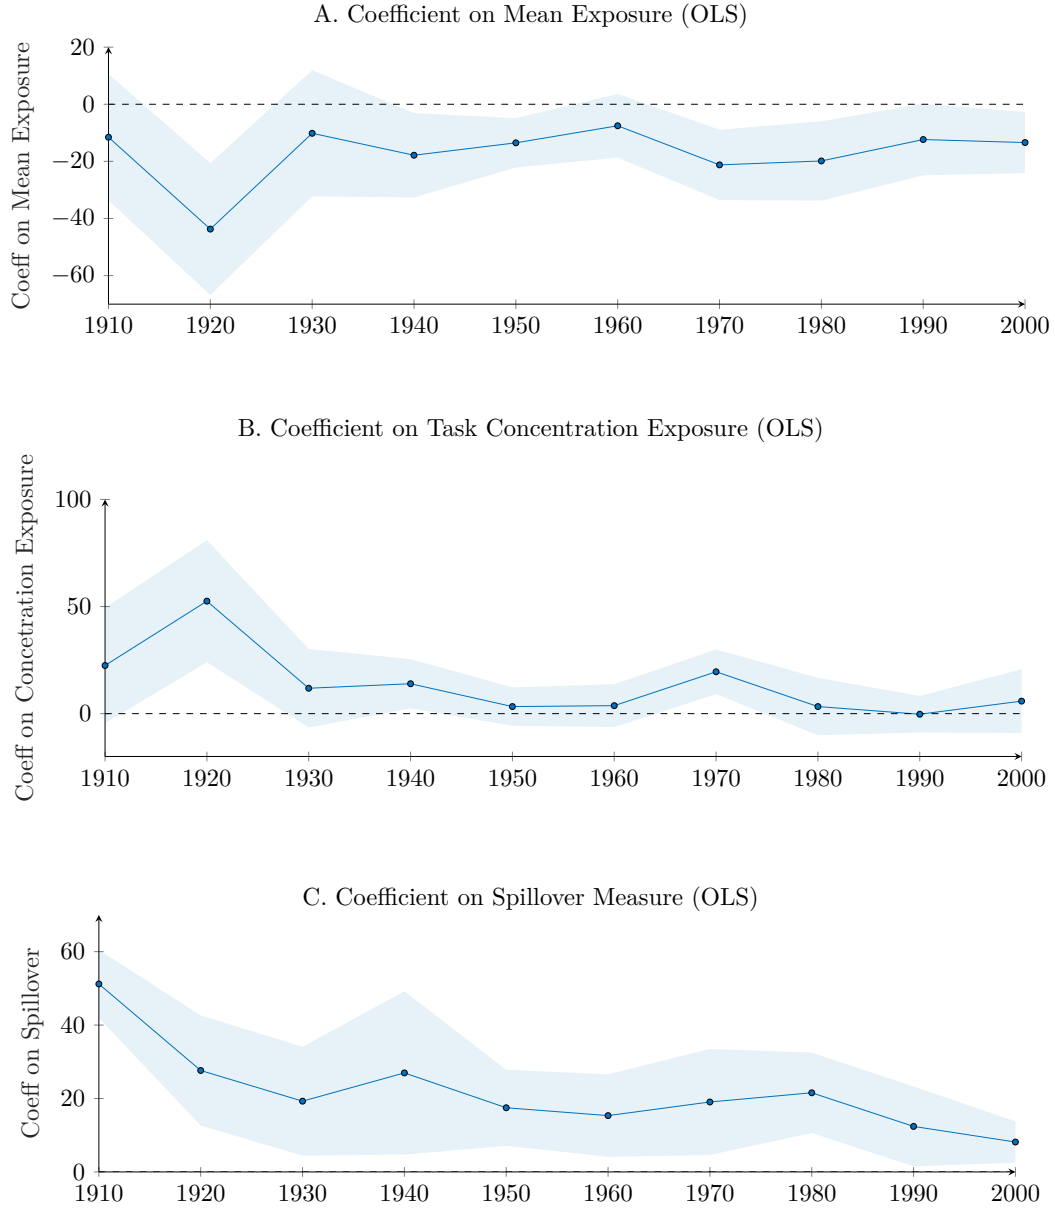 A. Coefficient on Mean Exposure (OLS)
Coeff on Mean Exposure
20
0
−20
−40
−60
1910 1920 1930 1940 1950 1960 1970 1980 1990 2000
B. Coefficient on Task Concentration Exposure (OLS)
Coeff on Concetration Exposure
100
50
0
1910 1920 1930 1940 1950 1960 1970 1980 1990 2000
C. Coefficient on Spillover Measure (OLS)
Coeff on Spillover
60
40
20
0
1910 1920 1930 1940 1950 1960 1970 1980 1990 2000